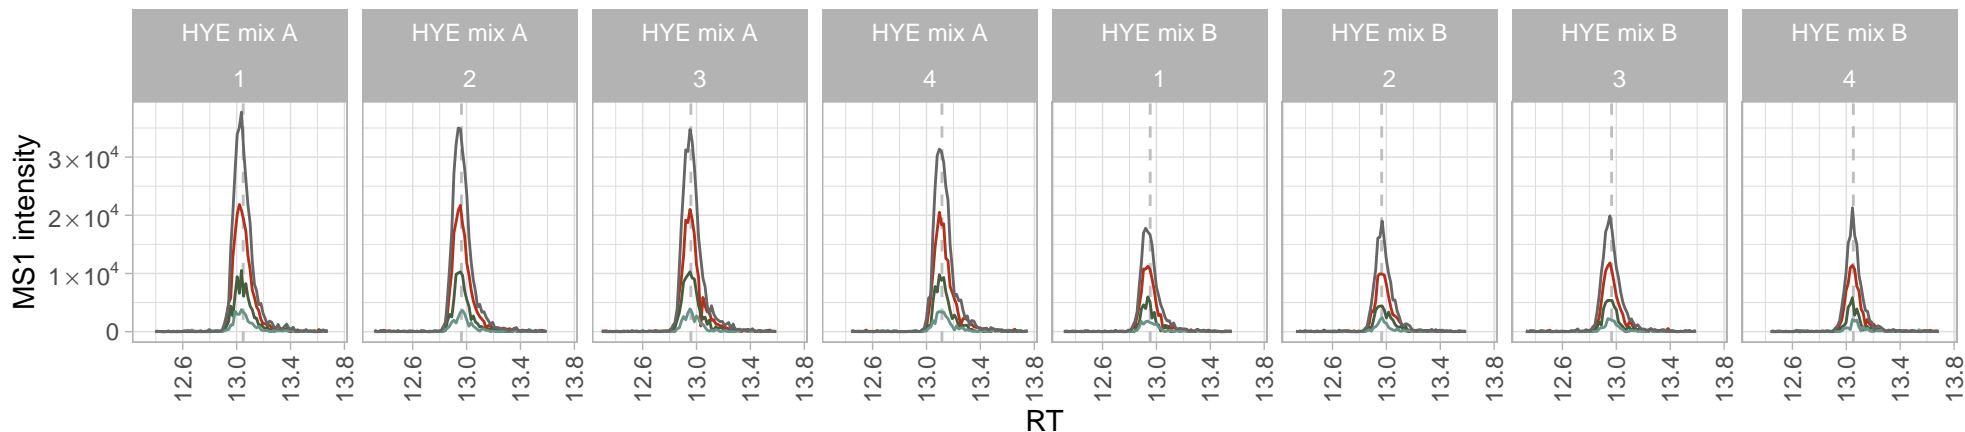 HYE mix A HYE mix A HYE mix A HYE mix A HYE mix B HYE mix B HYE mix B HYE mix B
1 2 3 4 1 2 3 4
MS1 intensity
3×10⁴
2×10⁴
1×10⁴
0
12.6 13.0 13.4 13.8 12.6 13.0 13.4 13.8 12.6 13.0 13.4 13.8 12.6 13.0 13.4 13.8 12.6 13.0 13.4 13.8 12.6 13.0 13.4 13.8 12.6 13.0 13.4 13.8 12.6 13.0 13.4 13.8
RT